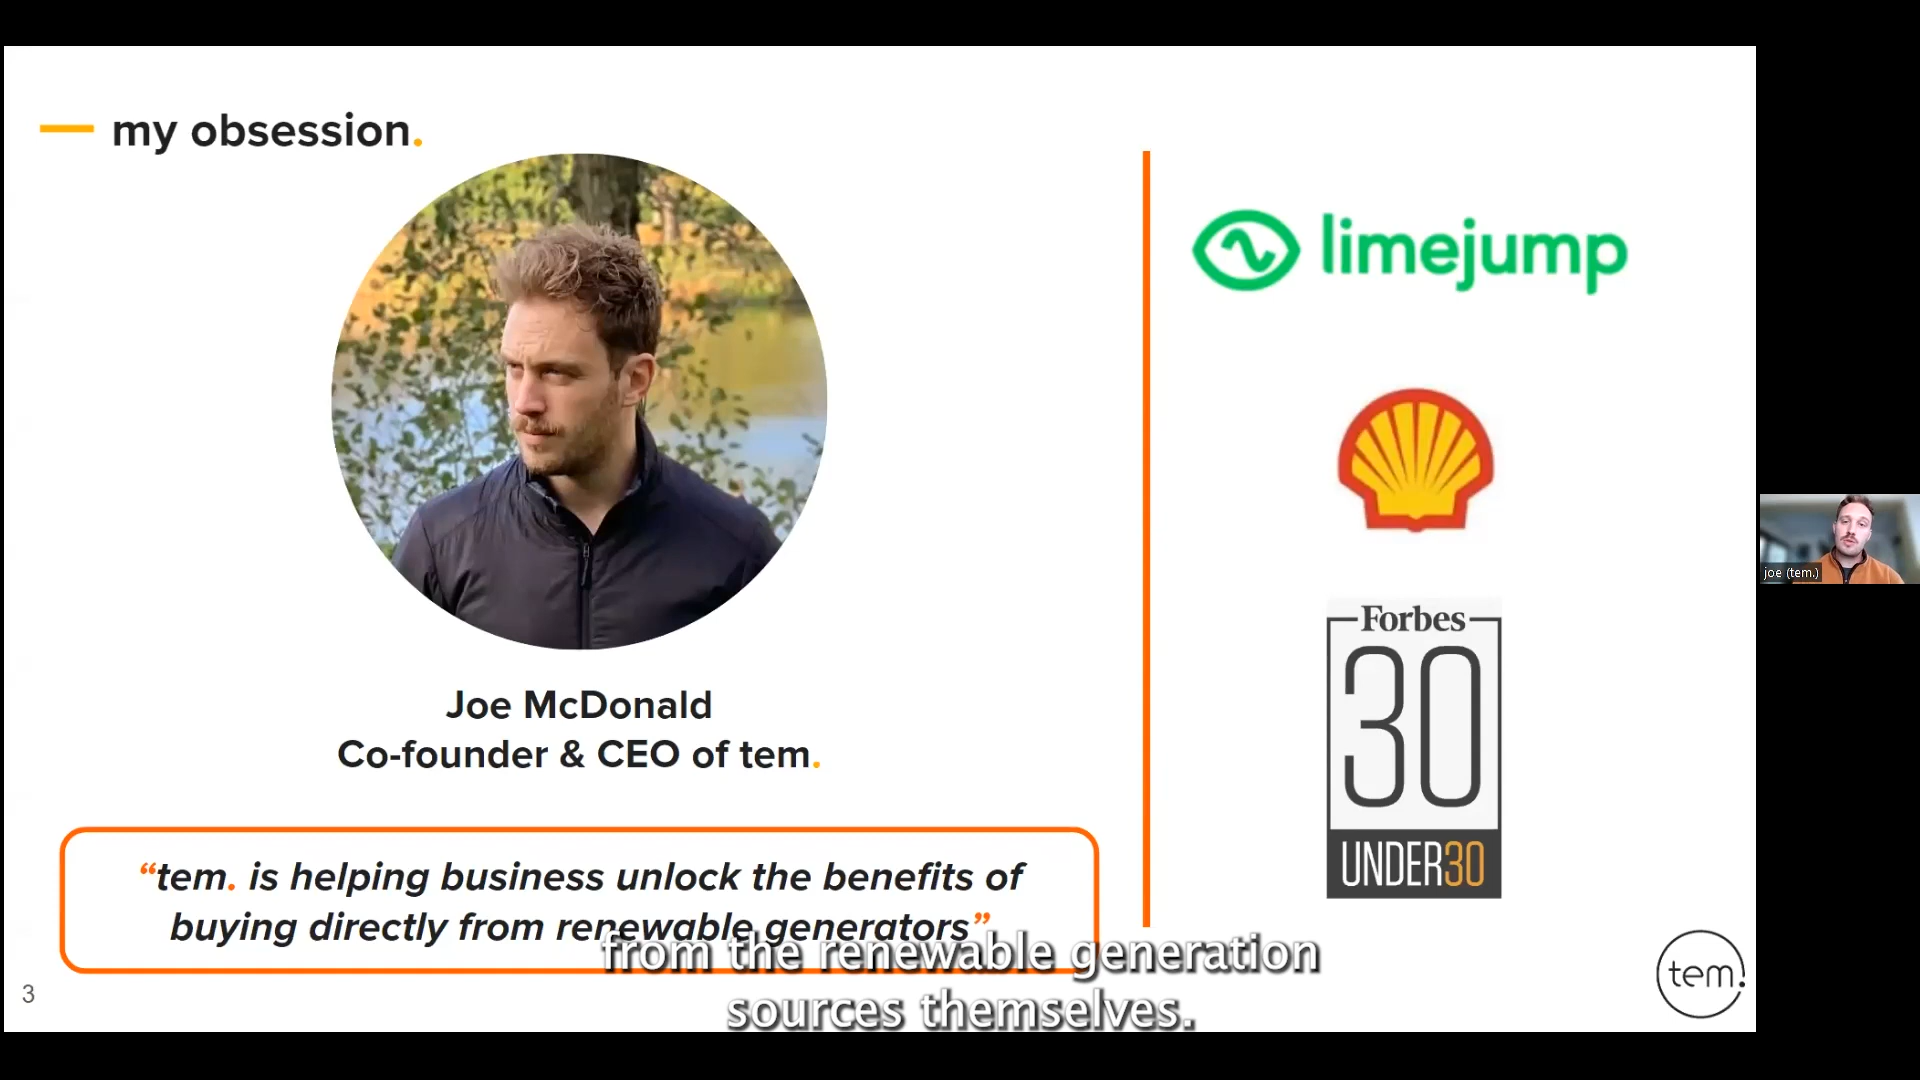 my obsession.
limejump
Forbes
30
UNDER30
Joe McDonald
Co-founder & CEO of tem.
“tem. is helping business unlock the benefits of
buying directly from renewable generators”
from the renewable generation
sources themselves.
3
tem.
joe (tem.)